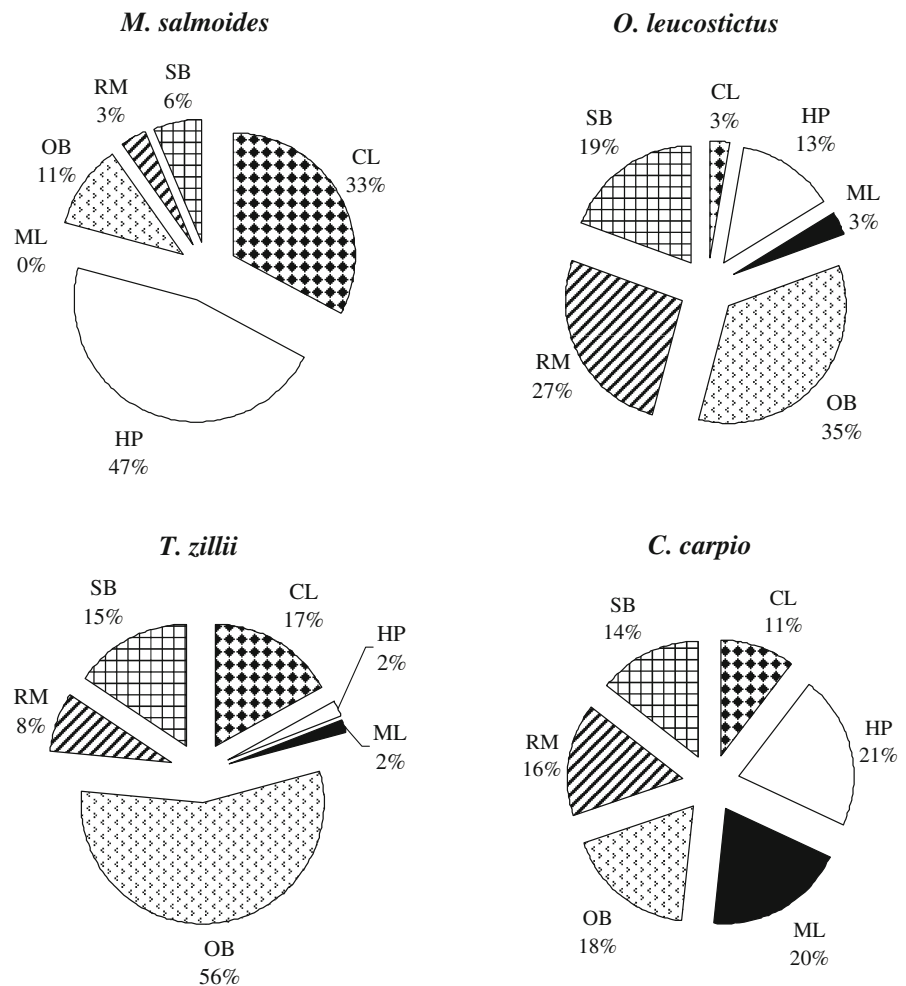 M. salmoides
SB
6%
RM
3%
OB
11%
ML
0%
CL
33%
HP
47%
O. leucostictus
CL
3%
HP
13%
ML
3%
SB
19%
RM
27%
OB
35%
T. zillii
SB
15%
CL
17%
HP
2%
ML
2%
RM
8%
OB
56%
C. carpio
CL
11%
SB
14%
HP
21%
RM
16%
OB
18%
ML
20%